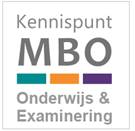 Kennispunt
MBO
Onderwijs &
Examinering